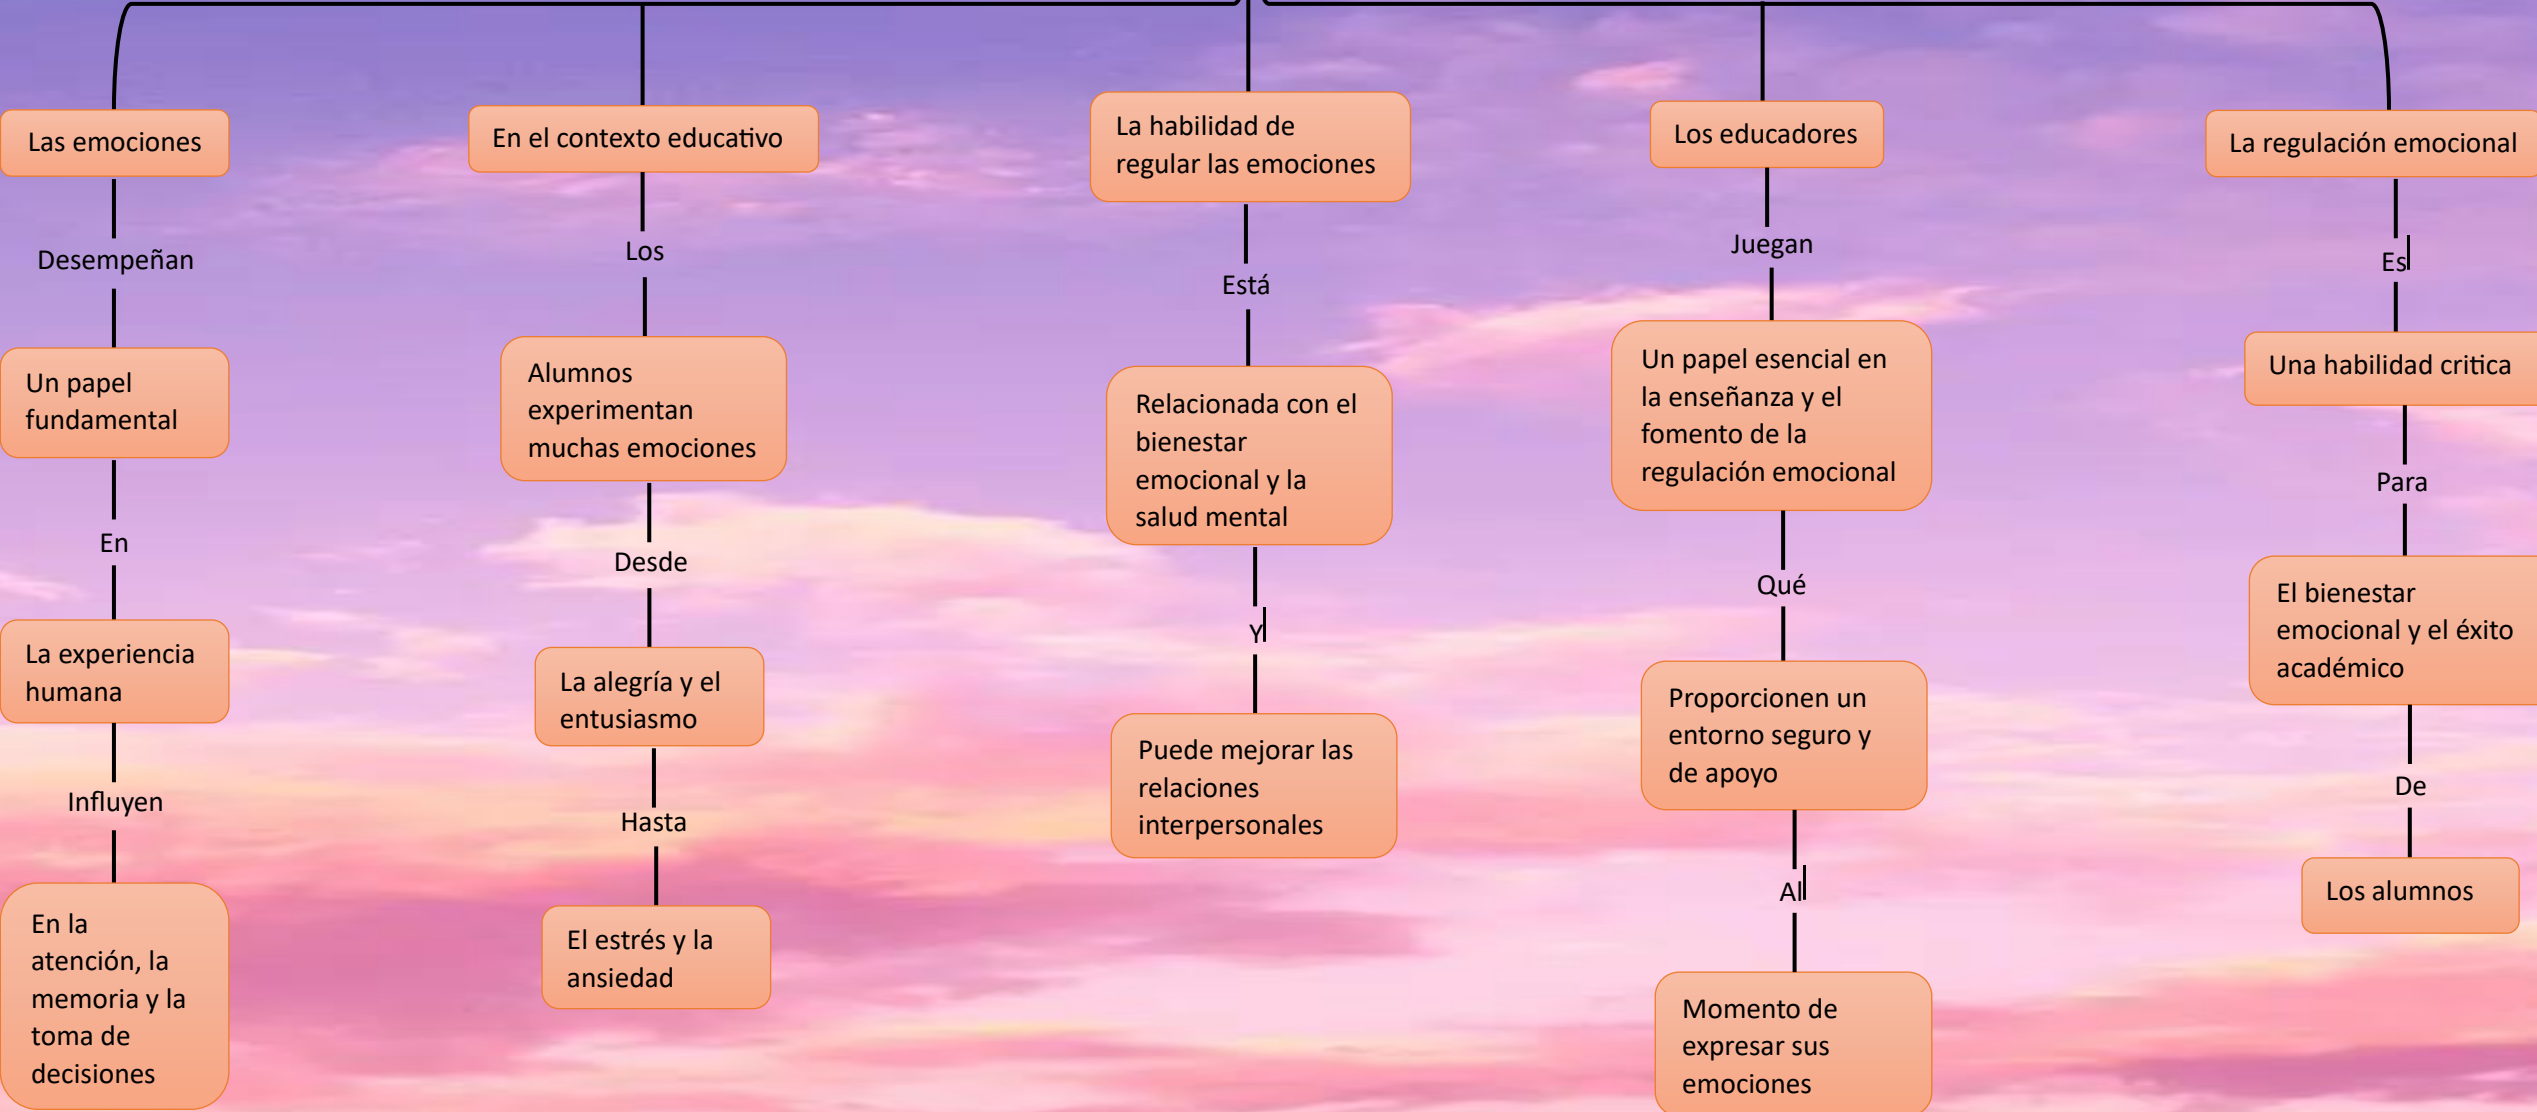 Las emociones
Desempeñan
Un papel
fundamental
En
La experiencia
humana
Influyen
En la
atención, la
memoria y la
toma de
decisiones
En el contexto educativo
Los
Alumnos
experimentan
muchas emociones
Desde
La alegría y el
entusiasmo
Hasta
El estrés y la
ansiedad
La habilidad de
regular las emociones
Está
Relacionada con el
bienestar
emocional y la
salud mental
Y
Puede mejorar las
relaciones
interpersonales
Los educadores
Juegan
Un papel esencial en
la enseñanza y el
fomento de la
regulación emocional
Qué
Proporcionen un
entorno seguro y
de apoyo
Al
Momento de
expresar sus
emociones
La regulación emocional
Es
Una habilidad critica
Para
El bienestar
emocional y el éxito
académico
De
Los alumnos